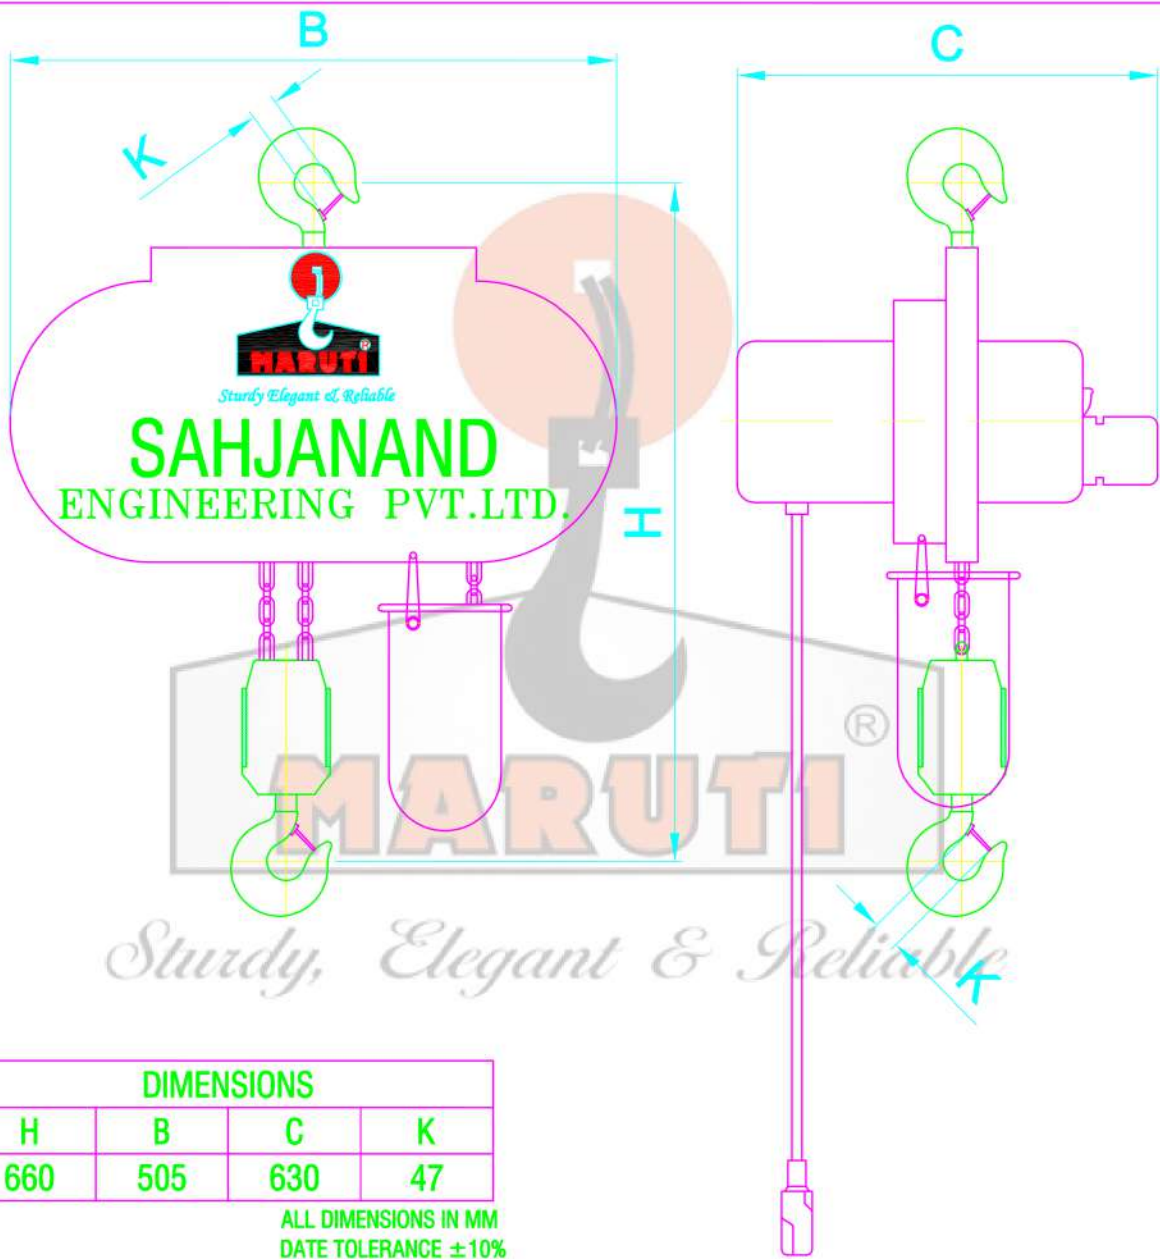 B
C
K
MARUTI®
Sturdy Elegant & Reliable
SAHJANAND
ENGINEERING PVT.LTD.
H
MARUTI®
Sturdy, Elegant & Reliable
K
DIMENSIONS
H B C K
660 505 630 47
ALL DIMENSIONS IN MM
DATE TOLERANCE ±10%